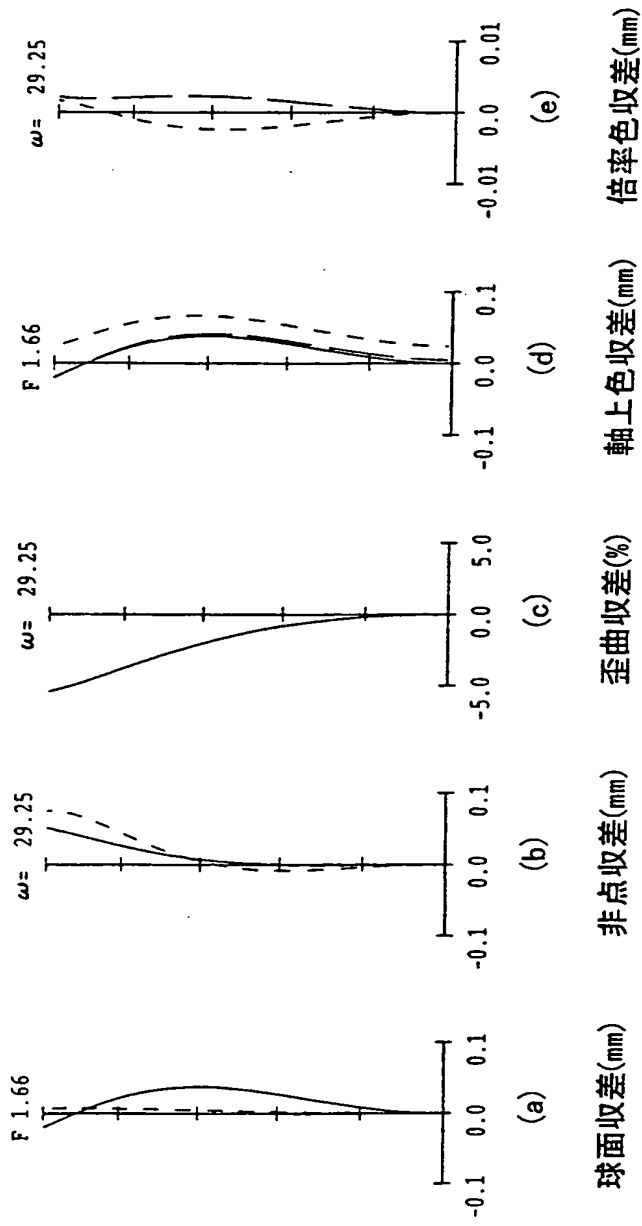 F 1.66
-0.1 0.0 0.1
(a)
球面収差(mm)
ω= 29.25
-0.1 0.0 0.1
(b)
非点収差(mm)
ω= 29.25
-5.0 0.0 5.0
(c)
歪曲収差(%)
F 1.66
-0.1 0.0 0.1
(d)
軸上色収差(mm)
ω= 29.25
-0.01 0.0 0.01
(e)
倍率色収差(mm)